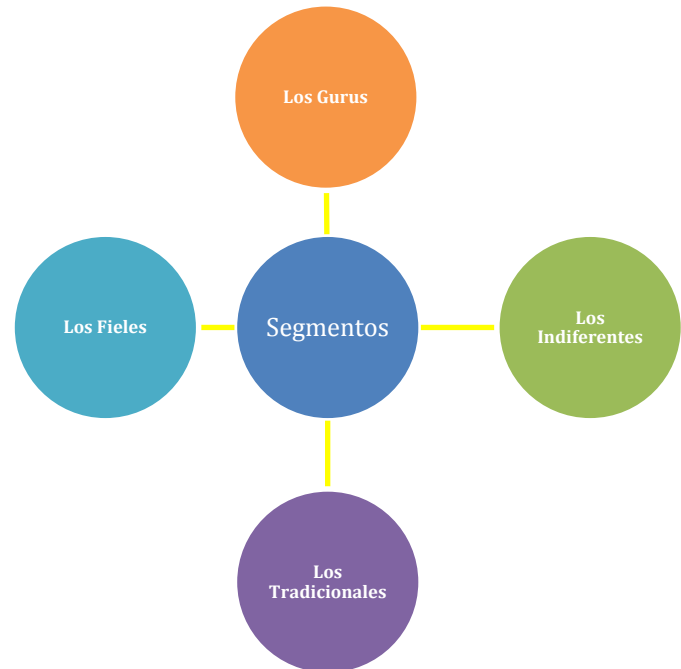 Los Gurus
Los Fieles
Segmentos
Los
Indiferentes
Los
Tradicionales